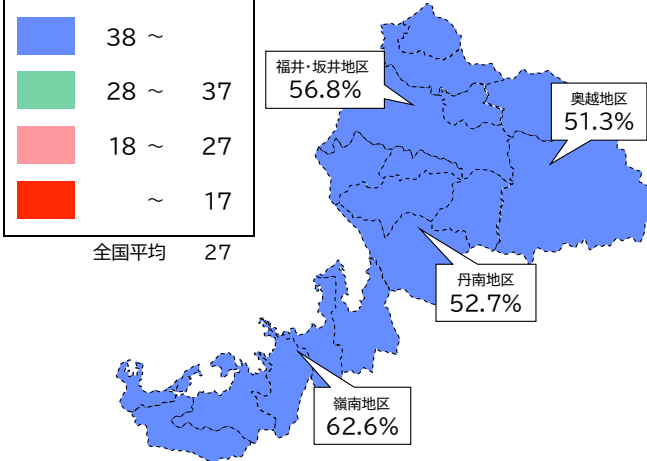 38 ～
28 ～ 37
18 ～ 27
～ 17
全国平均 27
福井・坂井地区
56.8%
奥越地区
51.3%
丹南地区
52.7%
嶺南地区
62.6%